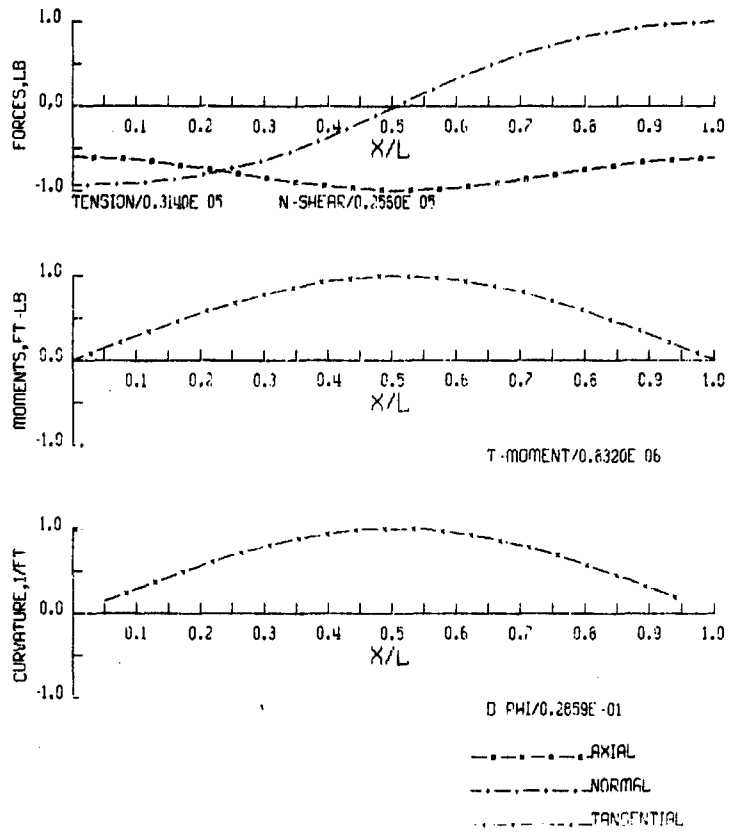 1.0
FORCES,LB
0.0
0.1 0.2 0.3 0.4 0.5 0.6 0.7 0.8 0.9 1.0
X/L
-1.0
TENSION/0.3140E 05 N-SHEAR/0.2560E 05
1.0
MOMENTS,FT-LB
0.0
0.1 0.2 0.3 0.4 0.5 0.6 0.7 0.8 0.9 1.0
X/L
-1.0
T-MOMENT/0.6320E 06
1.0
CURVATURE,1/FT
0.0
0.1 0.2 0.3 0.4 0.5 0.6 0.7 0.8 0.9 1.0
X/L
-1.0
D PHI/0.2859E-01
AXIAL
NORMAL
TANGENTIAL